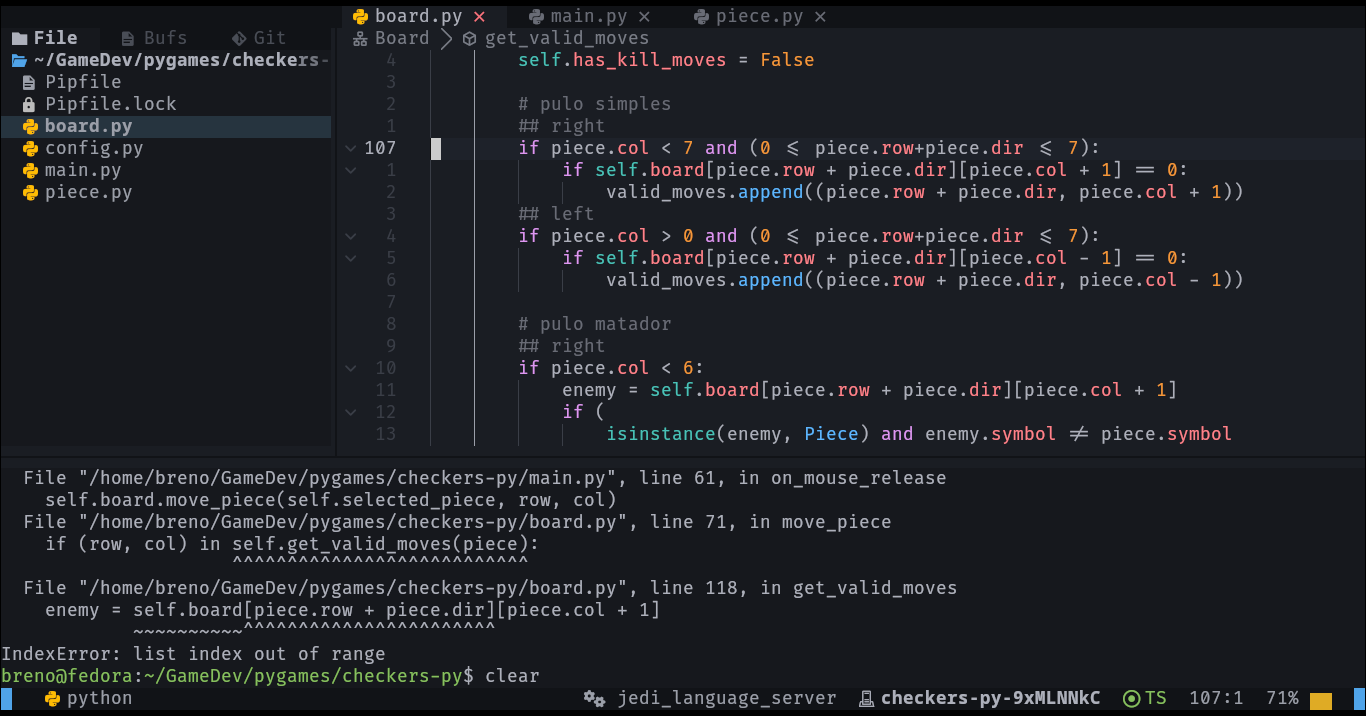 board.py ✕ main.py ✕ piece.py ✕
File Bufs Git
Board > get_valid_moves
~/GameDev/pygames/checkers-
Pipfile
Pipfile.lock
board.py
config.py
main.py
piece.py
4 self.has_kill_moves = False
3
2 # pulo simples
1 ## right
107 if piece.col < 7 and (0 <= piece.row+piece.dir <= 7):
1 if self.board[piece.row + piece.dir][piece.col + 1] == 0:
2 valid_moves.append((piece.row + piece.dir, piece.col + 1))
3 ## left
4 if piece.col > 0 and (0 <= piece.row+piece.dir <= 7):
5 if self.board[piece.row + piece.dir][piece.col - 1] == 0:
6 valid_moves.append((piece.row + piece.dir, piece.col - 1))
7
8 # pulo matador
9 ## right
10 if piece.col < 6:
11 enemy = self.board[piece.row + piece.dir][piece.col + 1]
12 if (
13 isinstance(enemy, Piece) and enemy.symbol != piece.symbol
File "/home/breno/GameDev/pygames/checkers-py/main.py", line 61, in on_mouse_release
self.board.move_piece(self.selected_piece, row, col)
File "/home/breno/GameDev/pygames/checkers-py/board.py", line 71, in move_piece
if (row, col) in self.get_valid_moves(piece):
^^^^^^^^^^^^^^^^^^^^^^^^^^^
File "/home/breno/GameDev/pygames/checkers-py/board.py", line 118, in get_valid_moves
enemy = self.board[piece.row + piece.dir][piece.col + 1]
~~~~~~~~~~^^^^^^^^^^^^^^^^^^^^^^^
IndexError: list index out of range
breno@fedora:~/GameDev/pygames/checkers-py$ clear
python jedi_language_server checkers-py-9xMLNNkC TS 107:1 71%